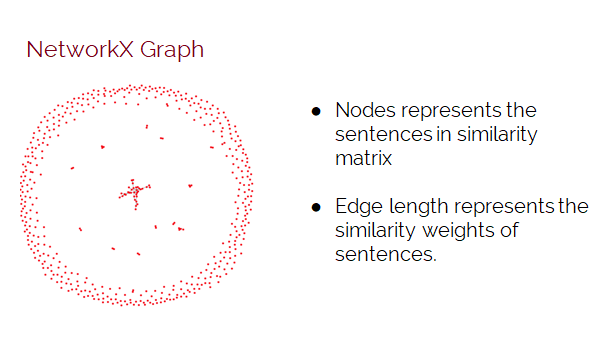 NetworkX Graph
● Nodes represents the
sentences in similarity
matrix
● Edge length represents the
similarity weights of
sentences.